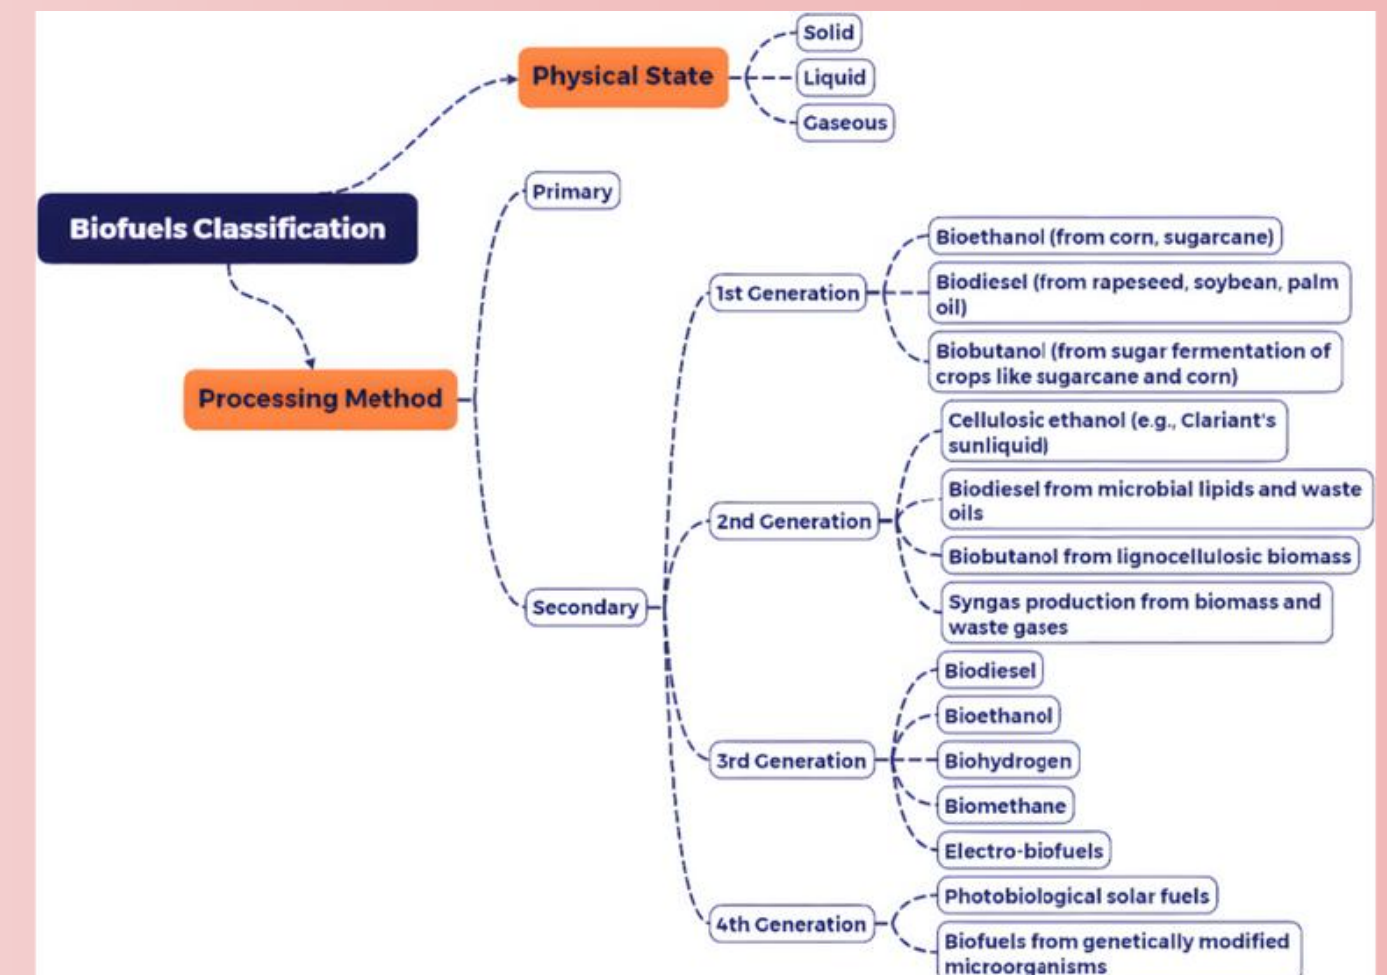 Solid
Physical State
Liquid
Gaseous
Biofuels Classification
Primary
Processing Method
Secondary
1st Generation
Bioethanol (from corn, sugarcane)
Biodiesel (from rapeseed, soybean, palm
oil)
Biobutanol (from sugar fermentation of
crops like sugarcane and corn)
2nd Generation
Cellulosic ethanol (e.g., Clariant's
sunliquid)
Biodiesel from microbial lipids and waste
oils
Biobutanol from lignocellulosic biomass
Syngas production from biomass and
waste gases
3rd Generation
Biodiesel
Bioethanol
Biohydrogen
Biomethane
Electro-biofuels
4th Generation
Photobiological solar fuels
Biofuels from genetically modified
microorganisms